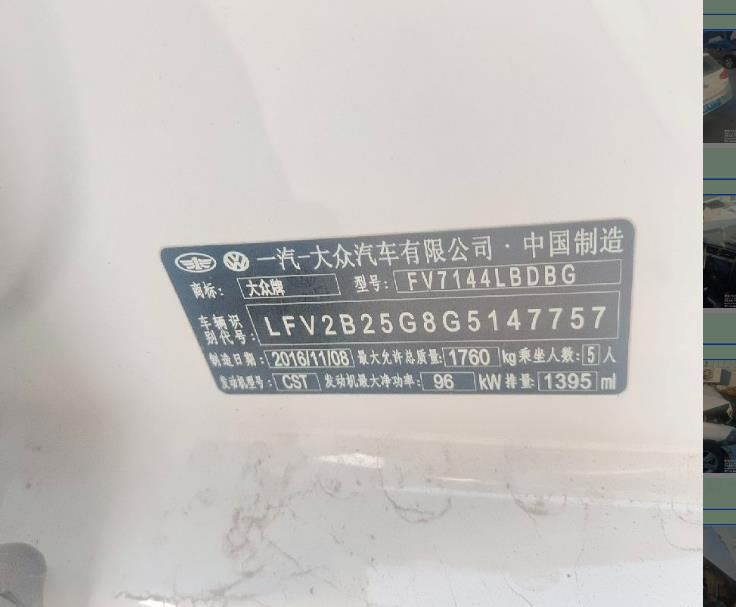 一汽-大众汽车有限公司·中国制造
商标: 大众牌 型号: FV7144LBDBG
车辆识别代号: LFV2B25G8G5147757
制造日期: 2016/11/08 最大允许总质量: 1760 kg 乘坐人数: 5 人
发动机型号: CST 发动机最大净功率: 96 kW 排量: 1395 ml